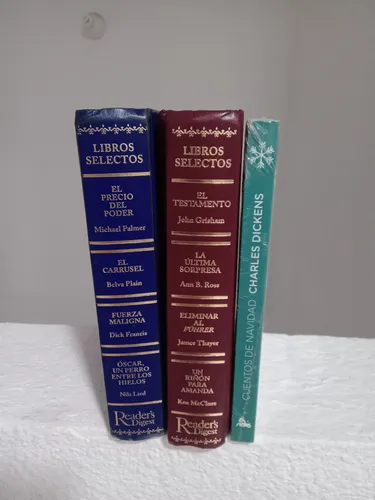 LIBROS
SELECTOS
EL
PRECIO
DEL
PODER
Michael Palmer
EL
CARRUSEL
Belva Plain
FUERZA
MALIGNA
Dick Francis
ÓSCAR,
UN PERRO
ENTRE LOS
HIELOS
Nils Lied
Reader's
Digest
LIBROS
SELECTOS
EL
TESTAMENTO
John Grisham
LA
ÚLTIMA
SORPRESA
Ann B. Ross
ELIMINAR
AL
FÜHRER
James Thayer
UN
RIÑÓN
PARA
AMANDA
Ken McClure
Reader's
Digest
CUENTOS DE NAVIDAD CHARLES DICKENS